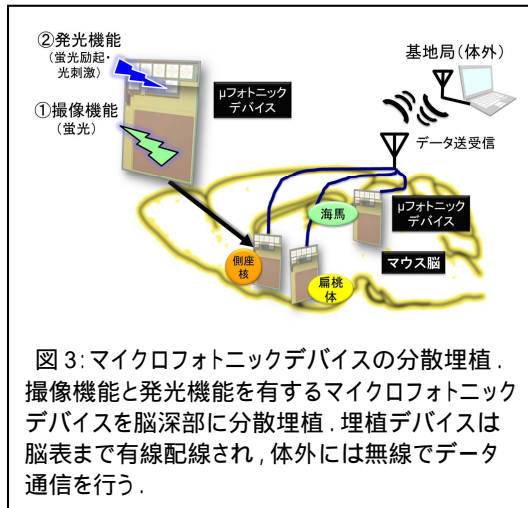 ②発光機能
(蛍光励起・
光刺激)
①撮像機能
(蛍光)
μフォトニック
デバイス
基地局(体外)
データ送受信
海馬
μフォトニック
デバイス
マウス脳
側座
核
扁桃
体
図3:マイクロフォトニックデバイスの分散埋植.
撮像機能と発光機能を有するマイクロフォトニック
デバイスを脳深部に分散埋植.埋植デバイスは
脳表まで有線配線され,体外には無線でデータ
通信を行う.